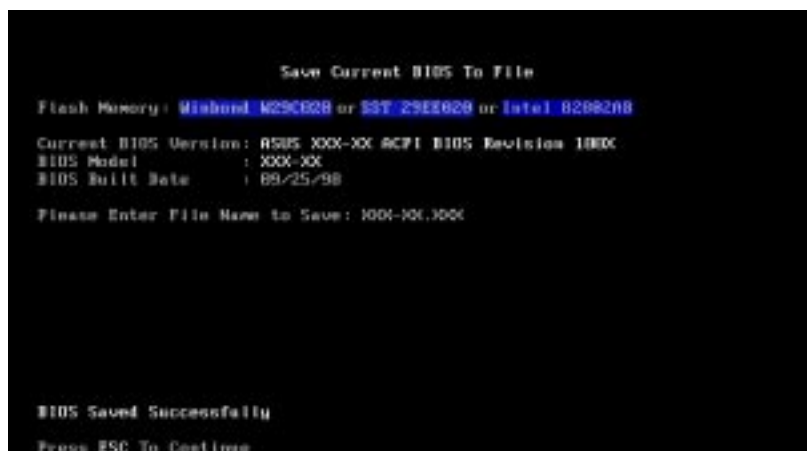 Save Current BIOS To File
Flash Memory: Winbond W29C020 or SST 29EE020 or Intel 82802AB
Current BIOS Version: ASUS XXX-XX ACPI BIOS Revision 100X
BIOS Model : XXX-XX
BIOS Built Date : 09/25/98
Please Enter File Name to Save: XXX-XX.XXX
BIOS Saved Successfully
Press ESC To Continue